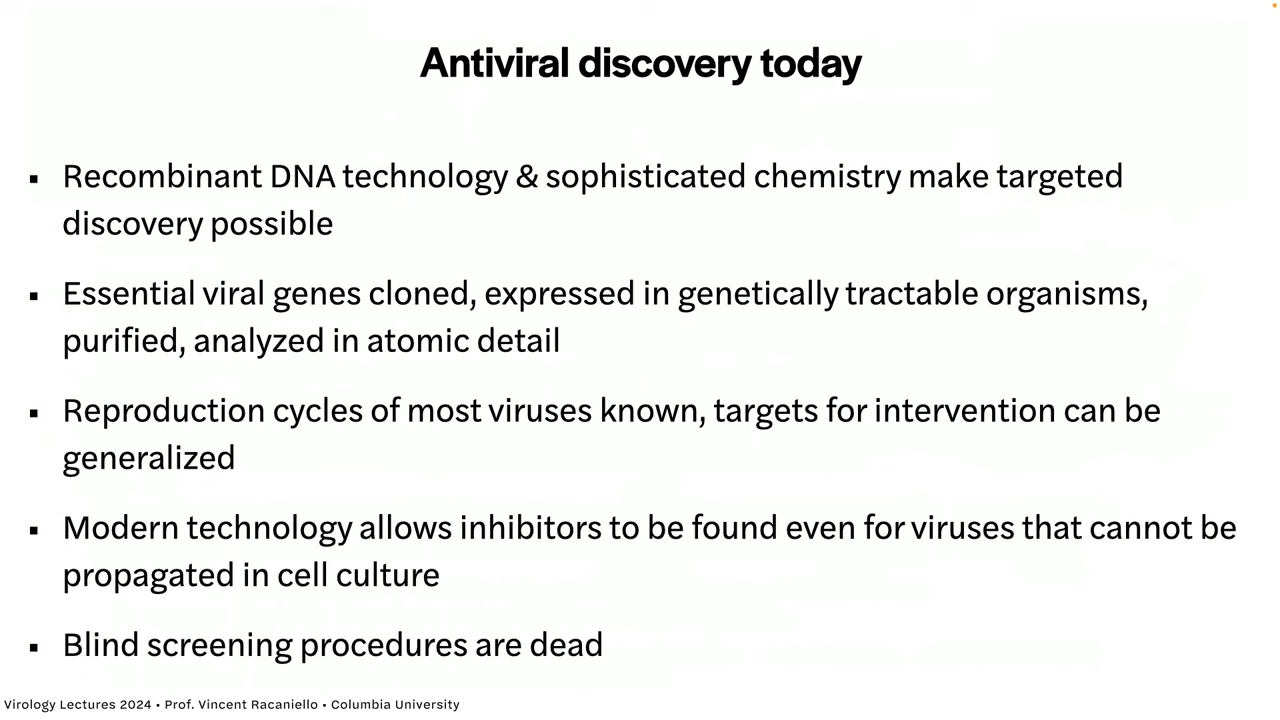 Antiviral discovery today
▪ Recombinant DNA technology & sophisticated chemistry make targeted
discovery possible
▪ Essential viral genes cloned, expressed in genetically tractable organisms,
purified, analyzed in atomic detail
▪ Reproduction cycles of most viruses known, targets for intervention can be
generalized
▪ Modern technology allows inhibitors to be found even for viruses that cannot be
propagated in cell culture
▪ Blind screening procedures are dead
Virology Lectures 2024 • Prof. Vincent Racaniello • Columbia University